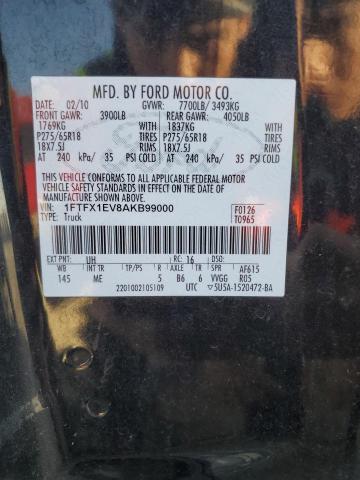 MFD. BY FORD MOTOR CO.
DATE: 02/10 GVWR: 7700LB/ 3493KG
FRONT GAWR: 3900LB REAR GAWR: 4050LB
1769KG WITH 1837KG WITH
P275/65R18 TIRES P275/65R18 TIRES
18X7.5J RIMS 18X7.5J RIMS
AT 240 kPa/ 35 PSI COLD AT 240 kPa/ 35 PSI COLD
THIS VEHICLE CONFORMS TO ALL APPLICABLE FEDERAL MOTOR
VEHICLE SAFETY AND THEFT PREVENTION STANDARDS IN EFFECT ON THE DATE OF
MANUFACTURE SHOWN ABOVE.
VIN: 1FTFX1EV8AKB99000 F0126
TYPE: Truck T0965
EXT PNT: UH RC: 16 DSO:
WB INT TR R AXLE TR SPR AF615
145 ME 5 B6 6 VVGG R05
2201002105109 UTC 5U5A-1520472-BA